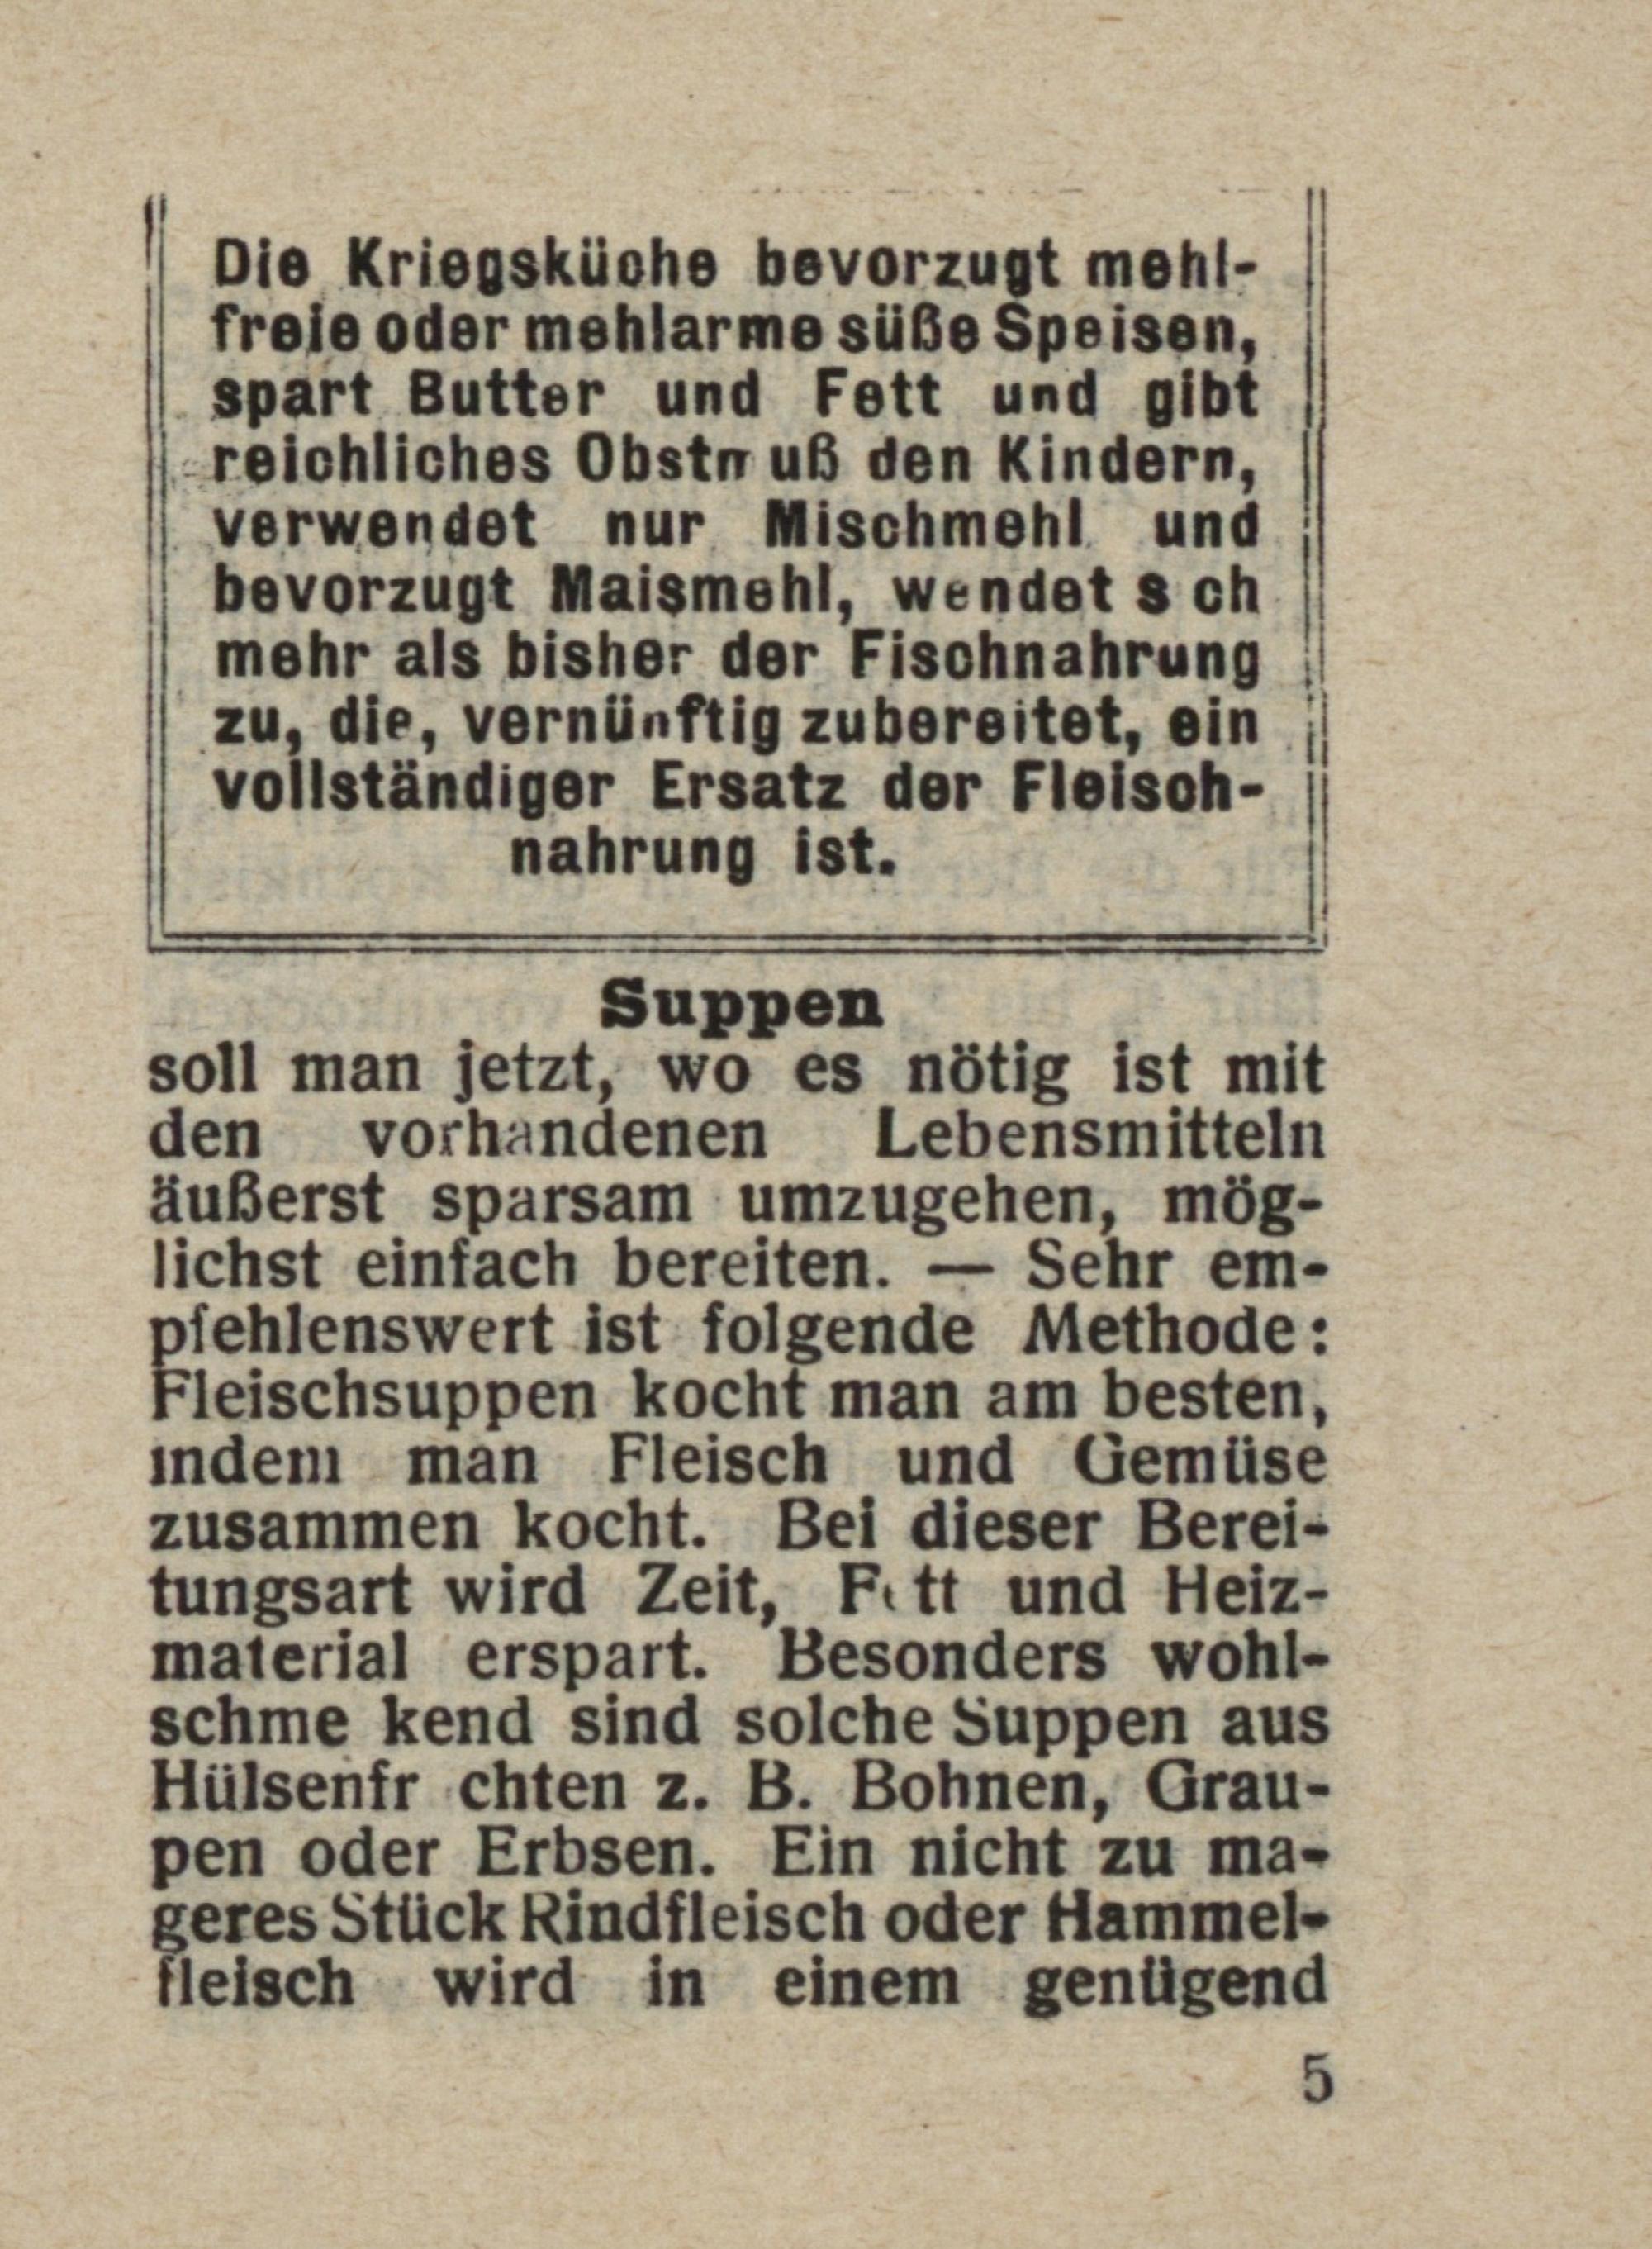 Die Kriegsküche bevorzugt mehl-
freie oder mehlarme süße Speisen,
spart Butter und Fett und gibt
reichliches Obstmuß den Kindern,
verwendet nur Mischmehl und
bevorzugt Maismehl, wendet s ch
mehr als bisher der Fischnahrung
zu, die, vernünftig zubereitet, ein
vollständiger Ersatz der Fleisch-
nahrung ist.
Suppen
soll man jetzt, wo es nötig ist mit
den vorhandenen Lebensmitteln
äußerst sparsam umzugehen, mög-
lichst einfach bereiten. — Sehr em-
pfehlenswert ist folgende Methode:
Fleischsuppen kocht man am besten,
indem man Fleisch und Gemüse
zusammen kocht. Bei dieser Berei-
tungsart wird Zeit, Fett und Heiz-
material erspart. Besonders wohl-
schme kend sind solche Suppen aus
Hülsenfr chten z. B. Bohnen, Grau-
pen oder Erbsen. Ein nicht zu ma-
geres Stück Rindfleisch oder Hammel-
fleisch wird in einem genügend
5